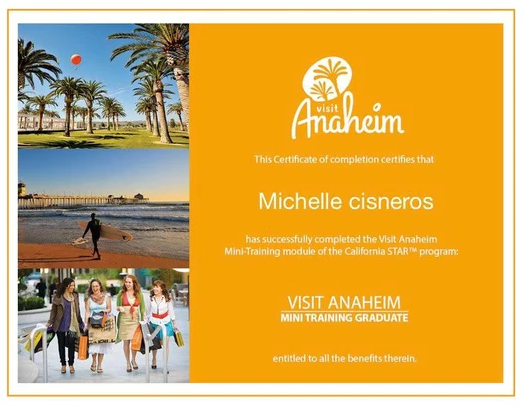 visit
Anaheim
This Certificate of completion certifies that
Michelle cisneros
has successfully completed the Visit Anaheim
Mini-Training module of the California STAR™ program:
VISIT ANAHEIM
MINI TRAINING GRADUATE
entitled to all the benefits therein.